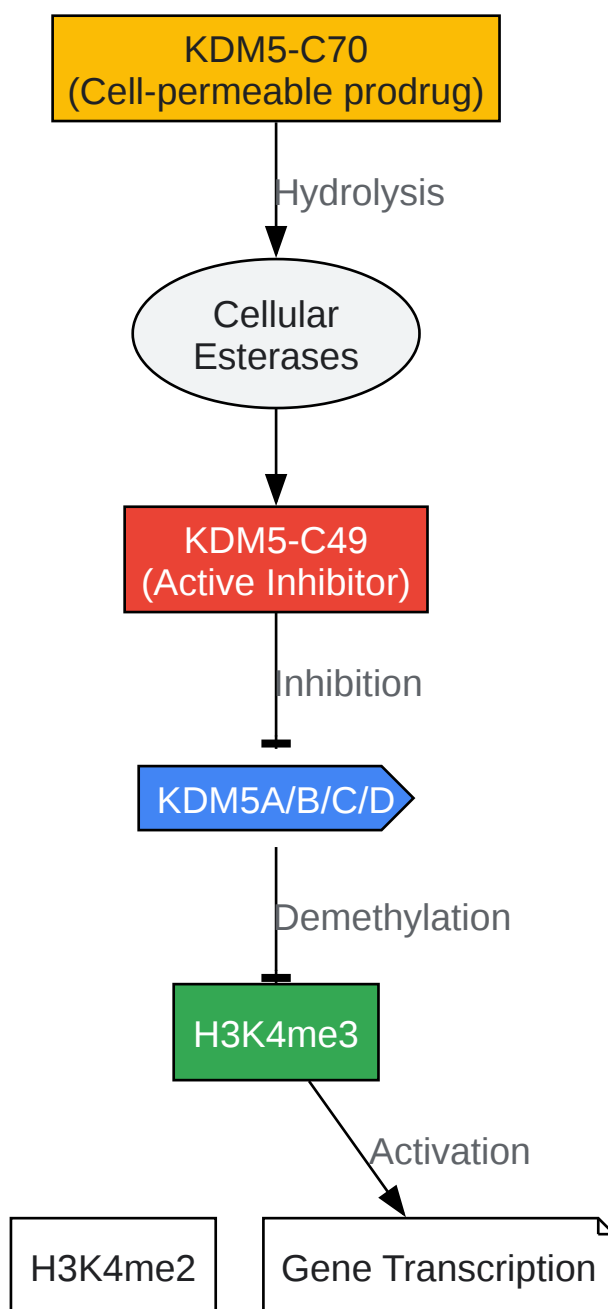 KDM5-C70
(Cell-permeable prodrug)
Hydrolysis
Cellular
Esterases
KDM5-C49
(Active Inhibitor)
Inhibition
KDM5A/B/C/D
Demethylation
H3K4me3
Activation
H3K4me2
Gene Transcription